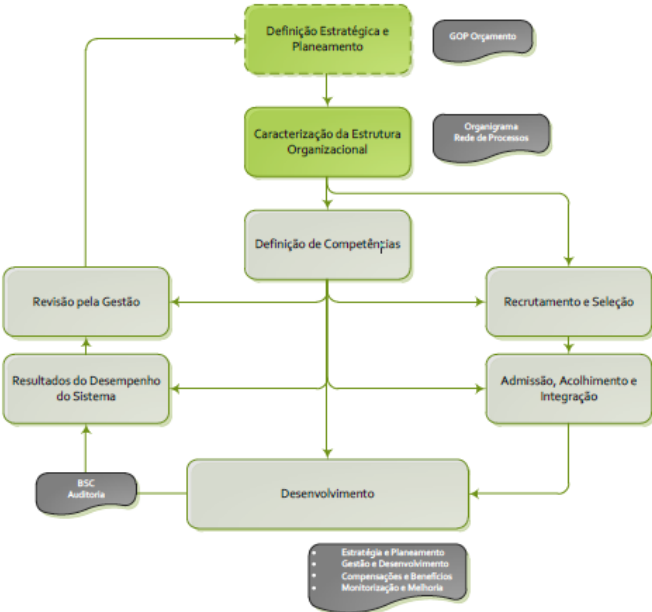 Definição Estratégica e
Planeamento
GOP Orçamento
Caracterização da Estrutura
Organizacional
Organigrama
Rede de Processos
Definição de Competências
Revisão pela Gestão
Recrutamento e Seleção
Resultados do Desempenho
do Sistema
Admissão, Acolhimento e
Integração
BSC
Auditoria
Desenvolvimento
• Estratégia e Planeamento
• Gestão e Desenvolvimento
• Compensações e Benefícios
• Monitorização e Melhoria